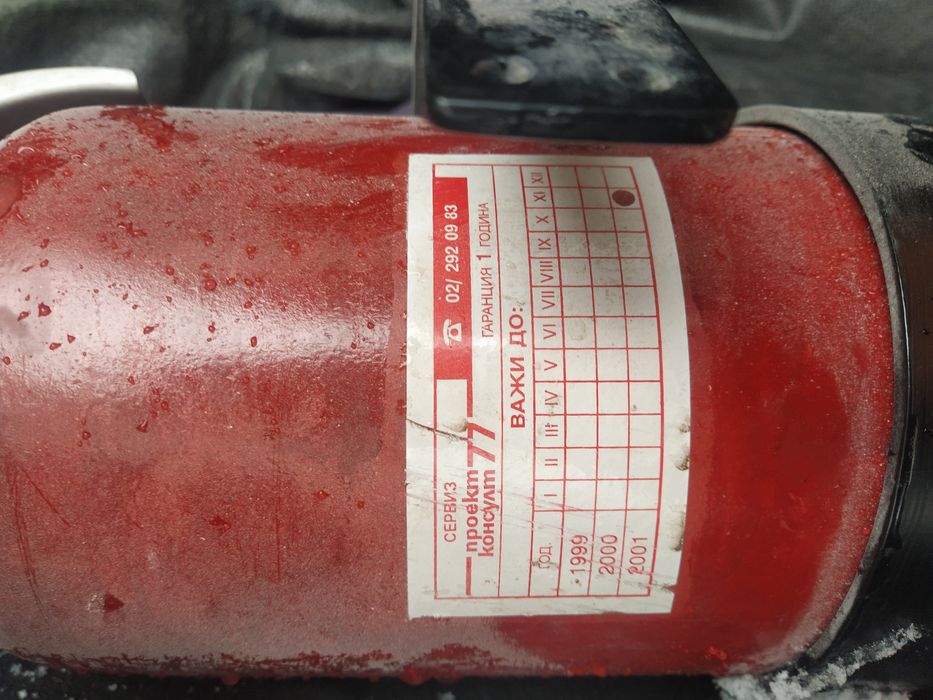 СЕРВИЗ
проект
консулт 77
☎ 02/ 292 09 83
ГАРАНЦИЯ 1 ГОДИНА
ВАЖИ ДО:
ГОД. I II III IV V VI VII VIII IX X XI XII
1999
2000
2001